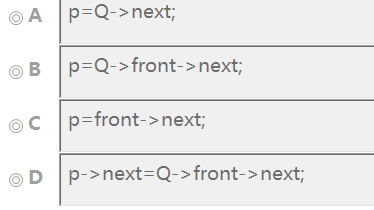 A p=Q->next;
B p=Q->front->next;
C p=front->next;
D p->next=Q->front->next;